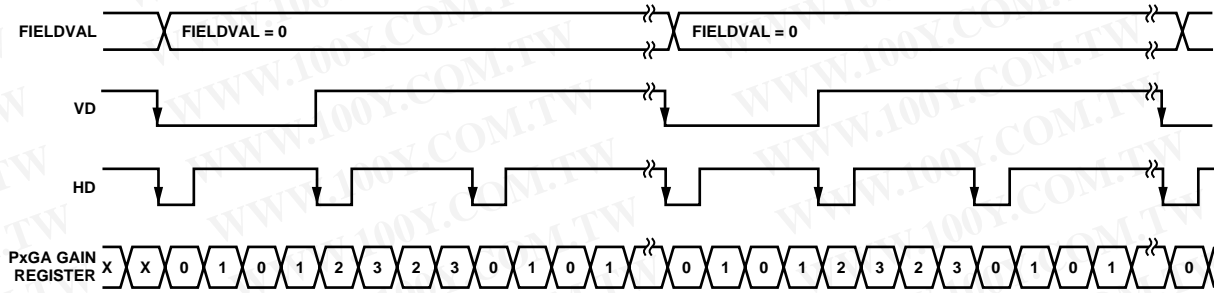 FIELDVAL FIELDVAL = 0 FIELDVAL = 0
VD
HD
PxGA GAIN
REGISTER X X 0 1 0 1 2 3 2 3 0 1 0 1 0 1 0 1 2 3 2 3 0 1 0 1 0
WWW.100Y.COM.TW